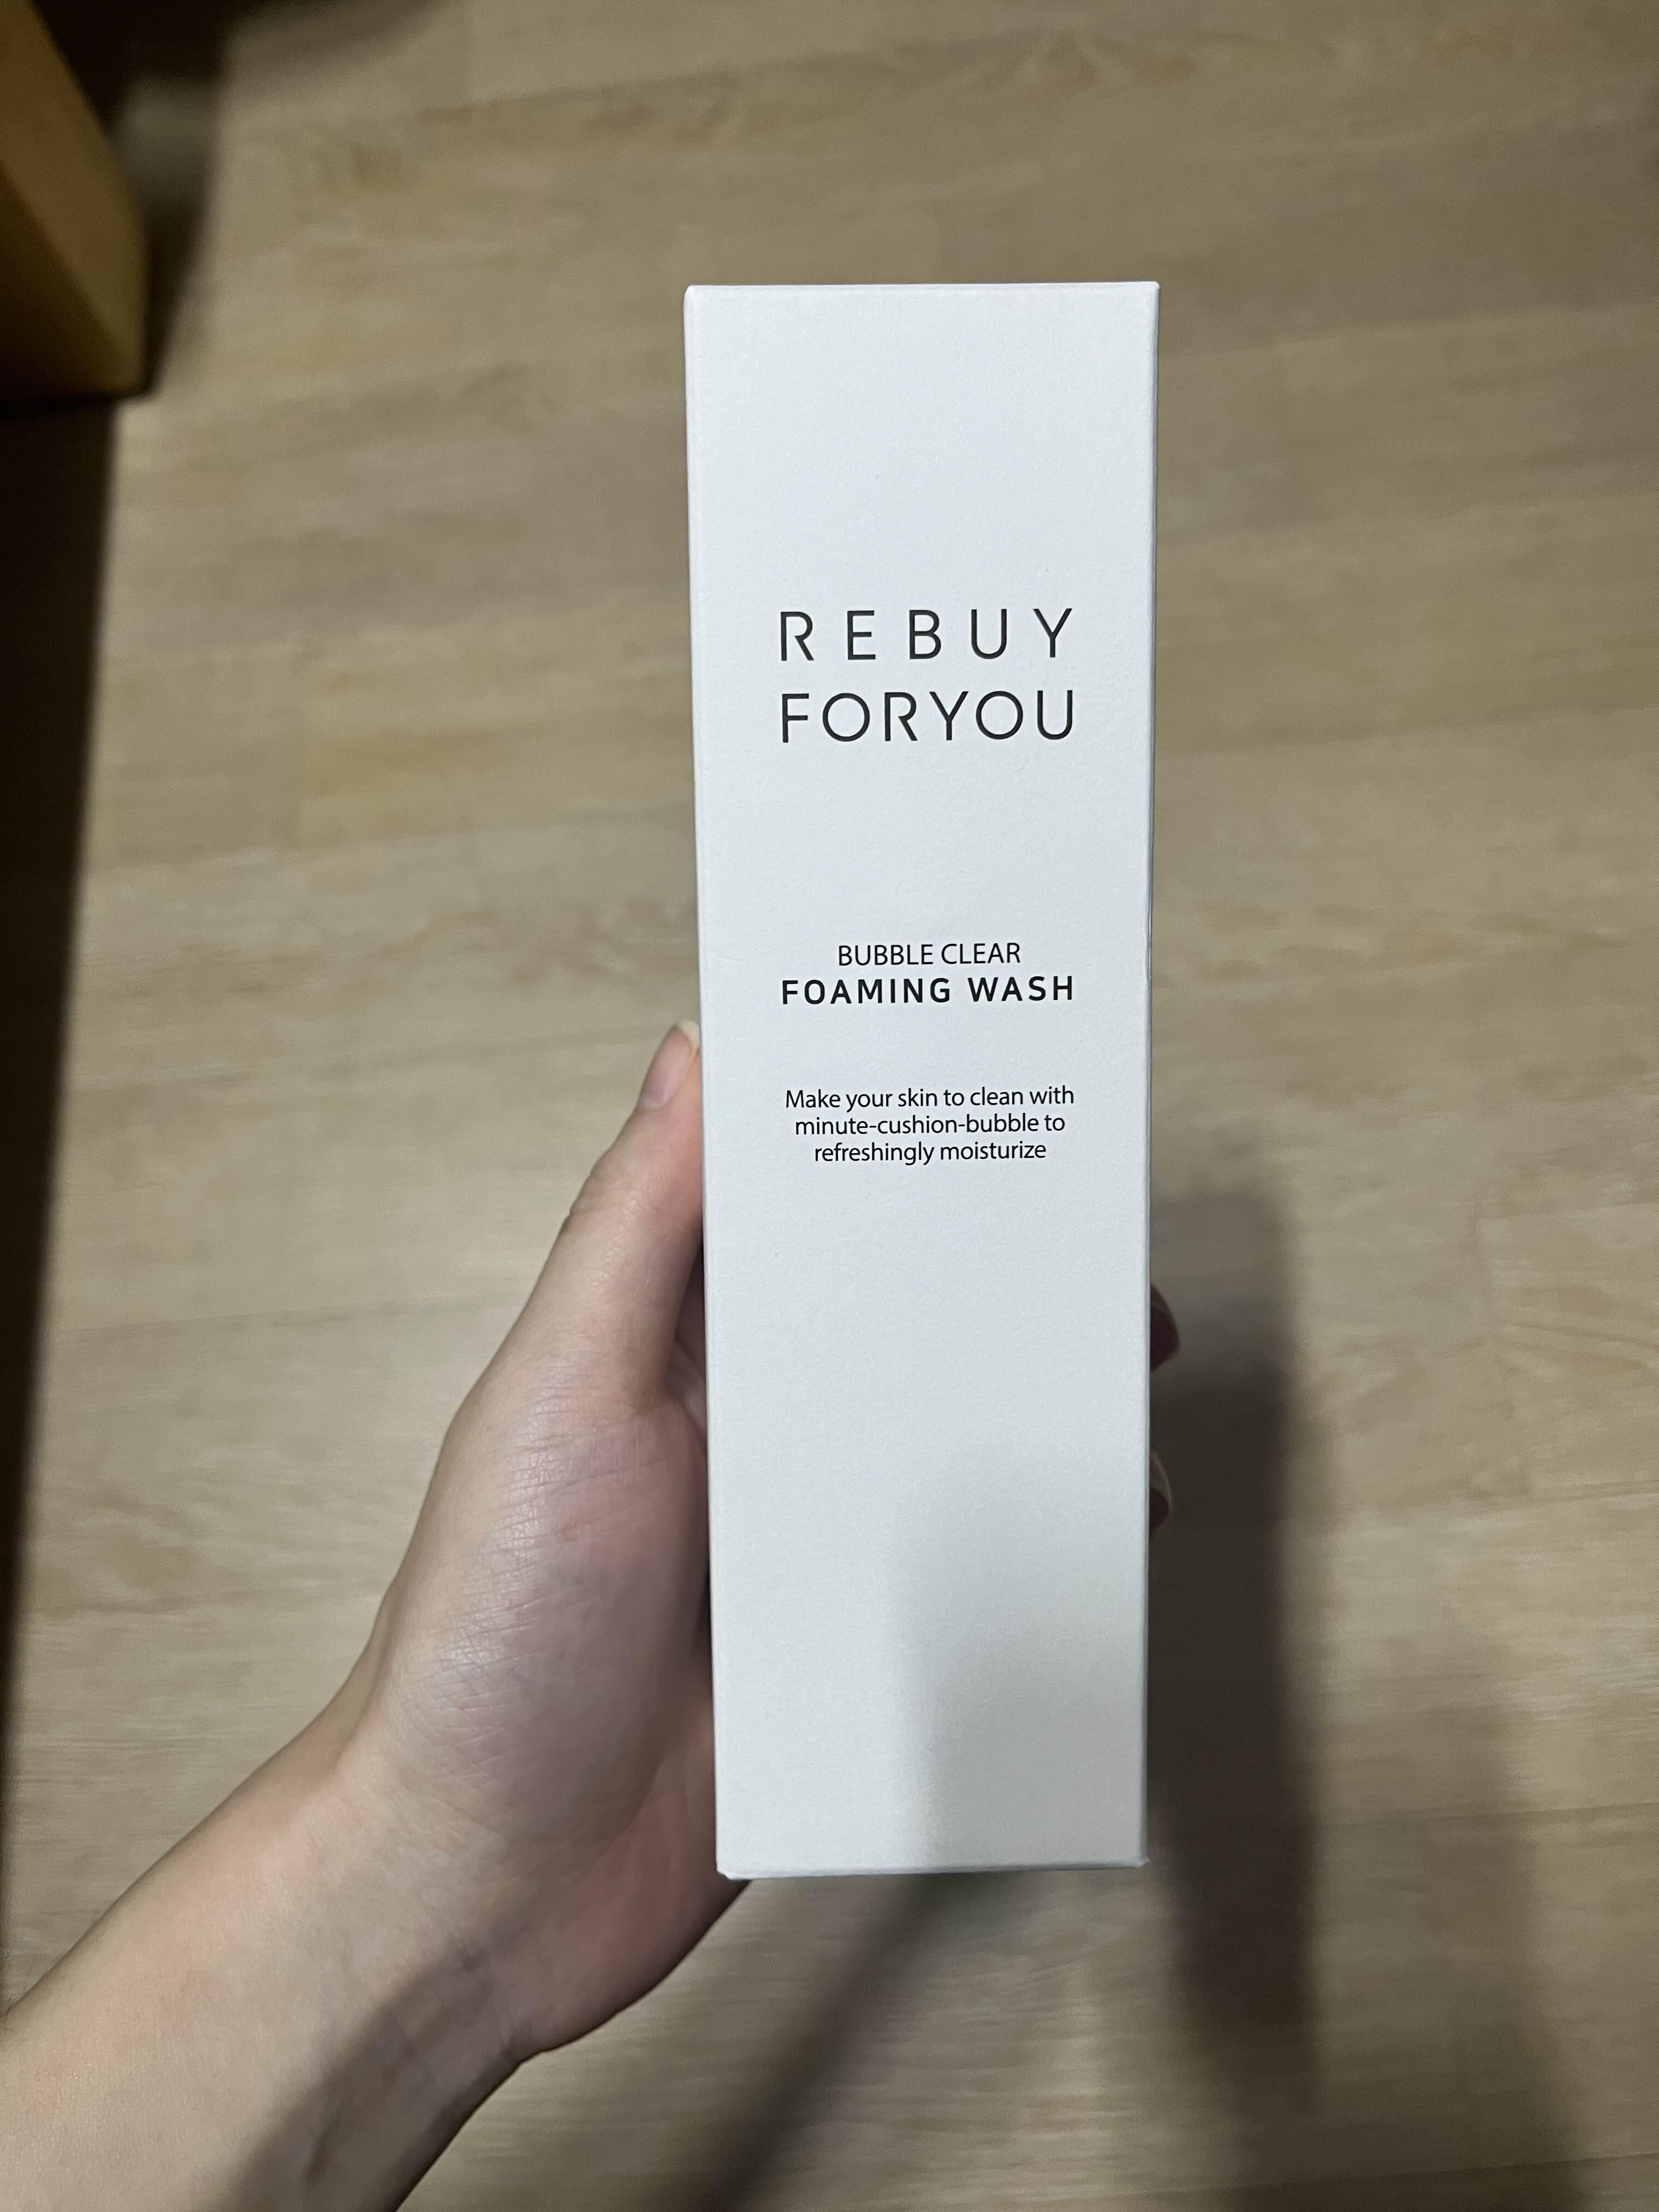 REBUY
FORYOU
BUBBLE CLEAR
FOAMING WASH
Make your skin to clean with
minute-cushion-bubble to
refreshingly moisturize